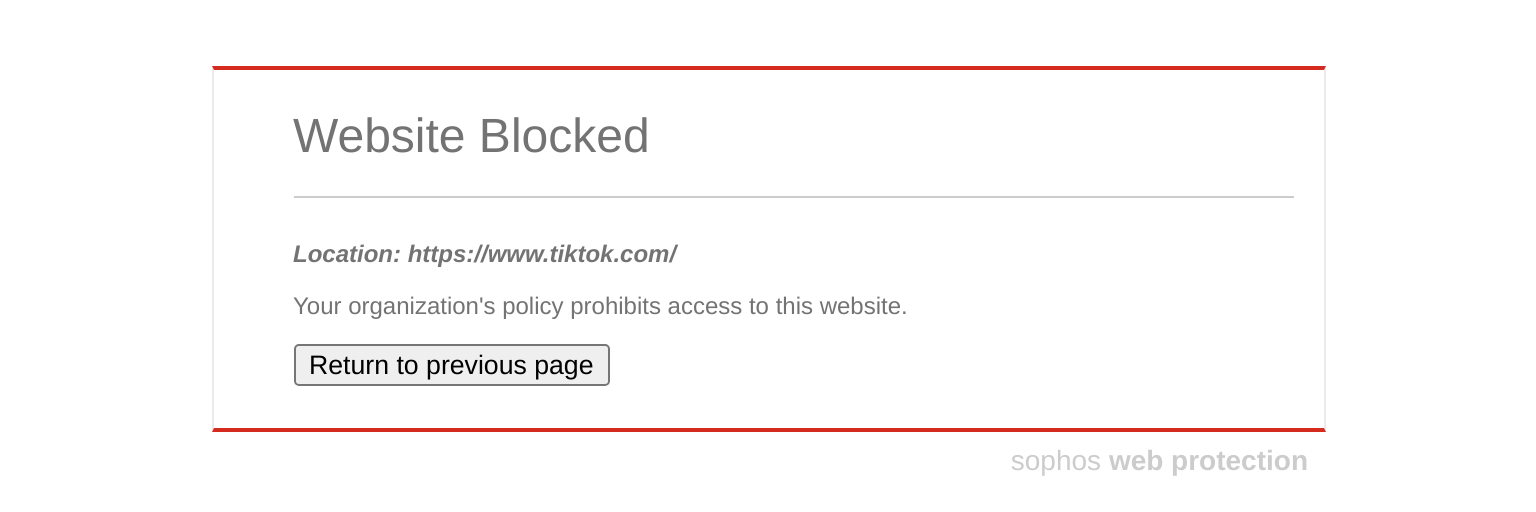 Website Blocked
Location: https://www.tiktok.com/
Your organization's policy prohibits access to this website.
Return to previous page
sophos web protection